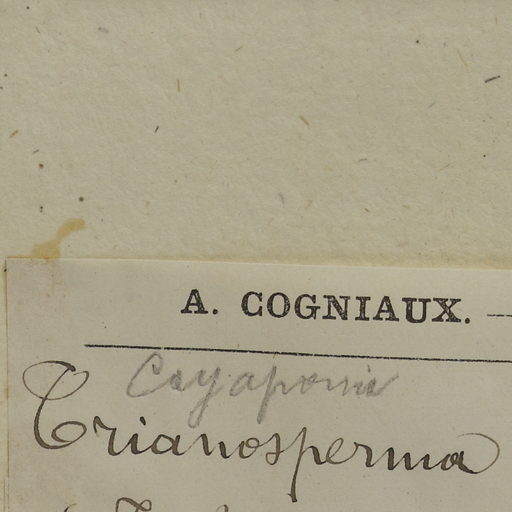 A. COGNIAUX. —
Cayaponia
Trianosperma